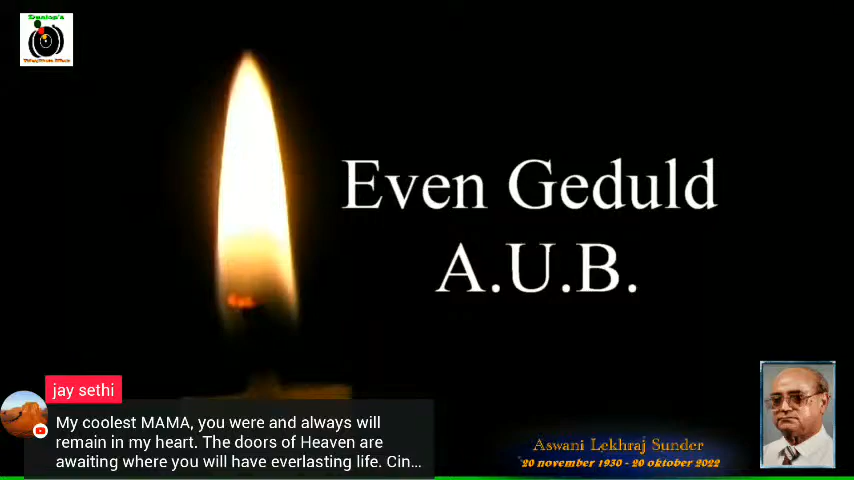 Even Geduld
A.U.B.
jay sethi
My coolest MAMA, you were and always will
remain in my heart. The doors of Heaven are
awaiting where you will have everlasting life. Cin...
Aswani Lekhraj Sunder
20 november 1930 - 20 oktober 2022